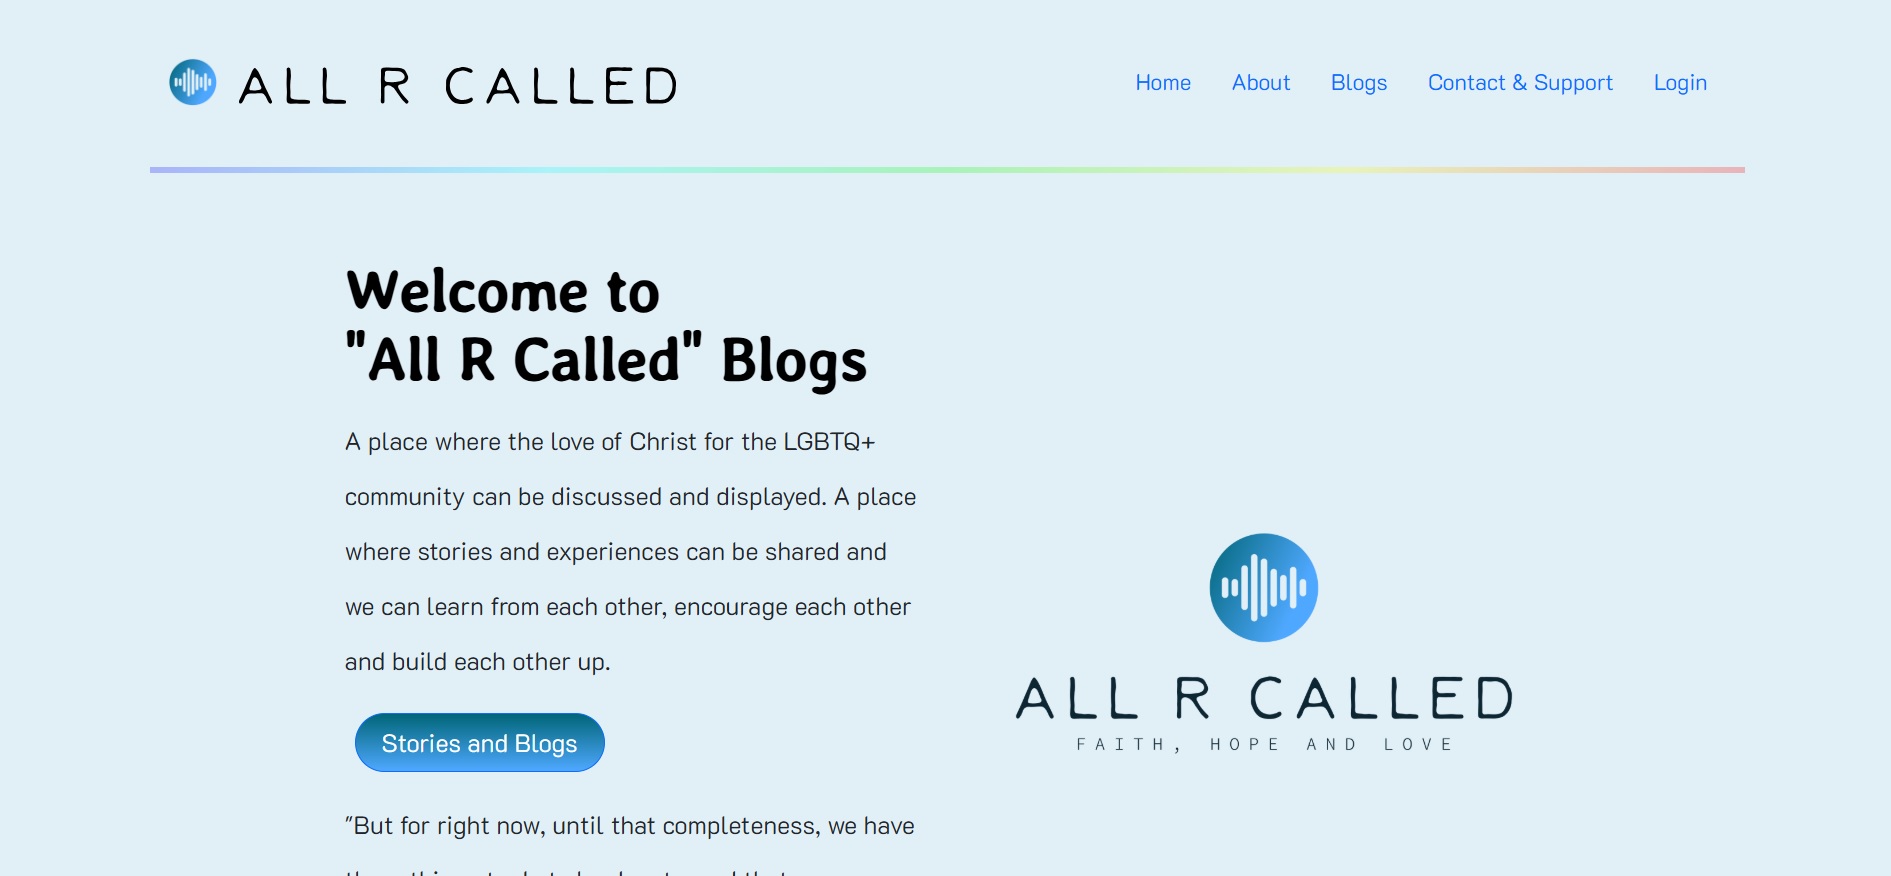 ALL R CALLED
Home About Blogs Contact & Support Login
Welcome to
"All R Called" Blogs
A place where the love of Christ for the LGBTQ+
community can be discussed and displayed. A place
where stories and experiences can be shared and
we can learn from each other, encourage each other
and build each other up.
Stories and Blogs
"But for right now, until that completeness, we have
ALL R CALLED
FAITH, HOPE AND LOVE